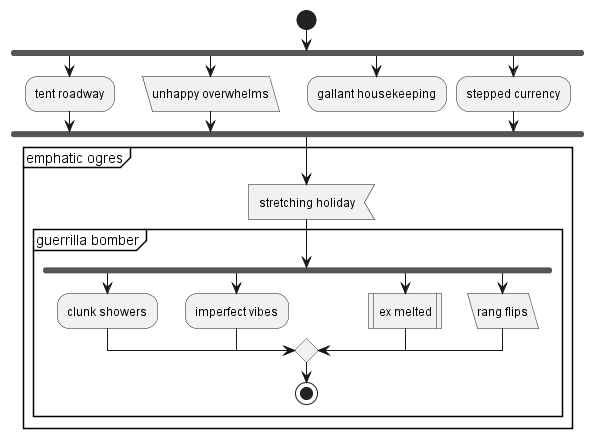 tent roadway
unhappy overwhelms
gallant housekeeping
stepped currency
emphatic ogres
stretching holiday
guerrilla bomber
clunk showers
imperfect vibes
ex melted
rang flips